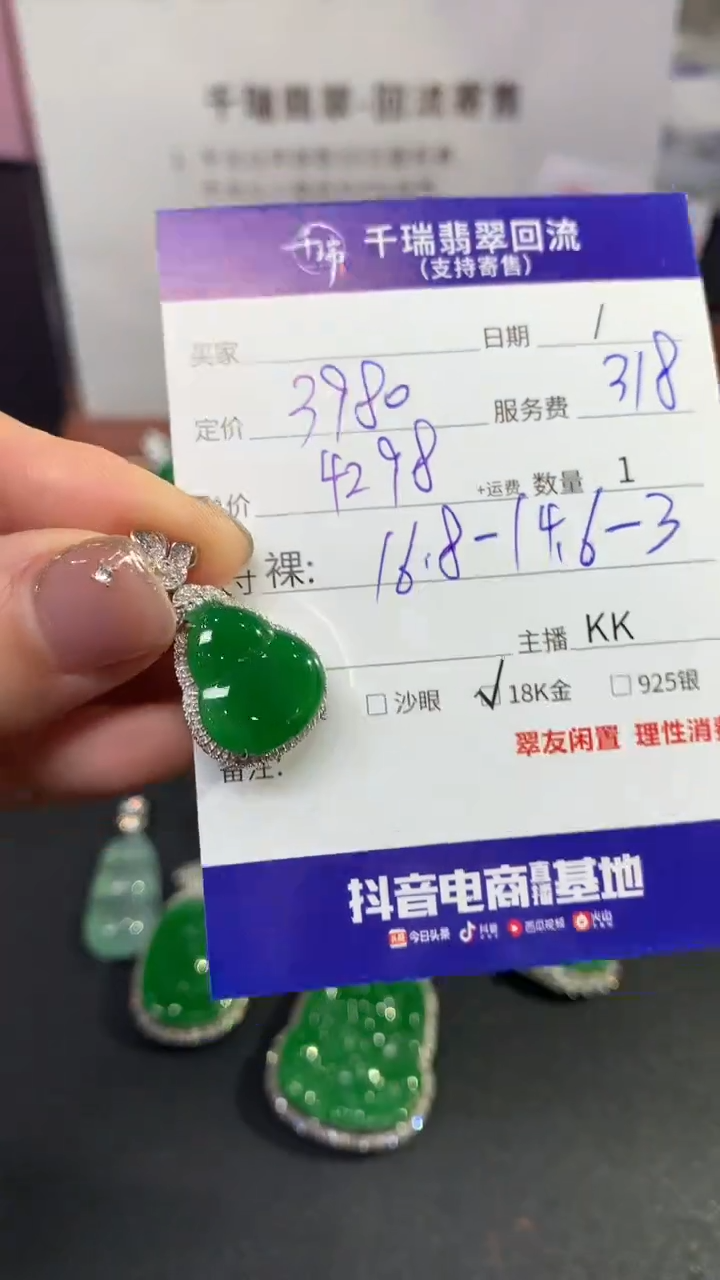 千瑞翡翠·回流寄售
千瑞翡翠回流
(支持寄售)
买家 日期 /
定价 3980 服务费 318
价 4298 +运费 数量 1
寸 裸: 16.8-14.6-3
主播 KK
沙眼 ✓ 18K金 925银
翠友闲置 理性消费
备注:
抖音电商直播基地
今日头条 抖音 西瓜视频 火山